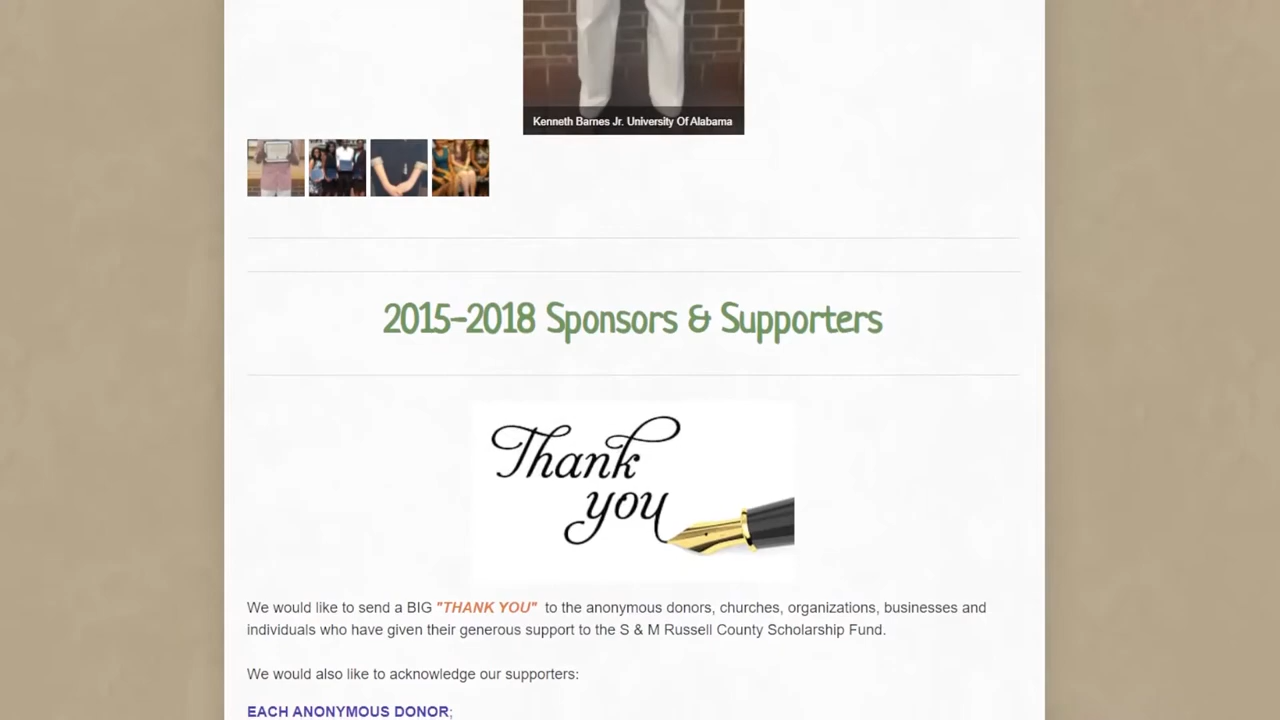 Kenneth Barnes Jr. University Of Alabama
2015-2018 Sponsors & Supporters
Thank
you
We would like to send a BIG "THANK YOU" to the anonymous donors, churches, organizations, businesses and
individuals who have given their generous support to the S & M Russell County Scholarship Fund.
We would also like to acknowledge our supporters:
EACH ANONYMOUS DONOR;